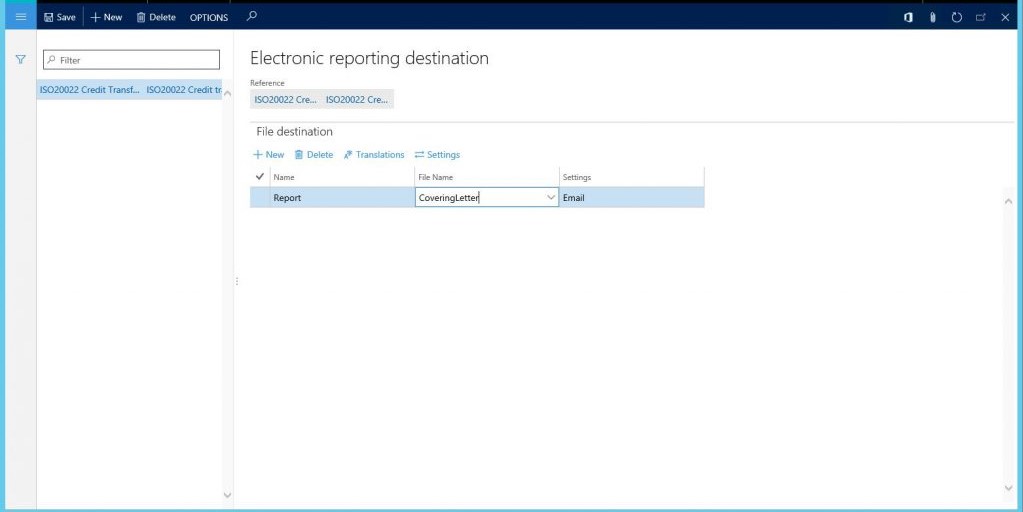 Save New Delete OPTIONS
Filter
ISO20022 Credit Transf... ISO20022 Credit tr
Electronic reporting destination
Reference
ISO20022 Cre... ISO20022 Cre...
File destination
New Delete Translations Settings
Name File Name Settings
Report CoveringLetter Email